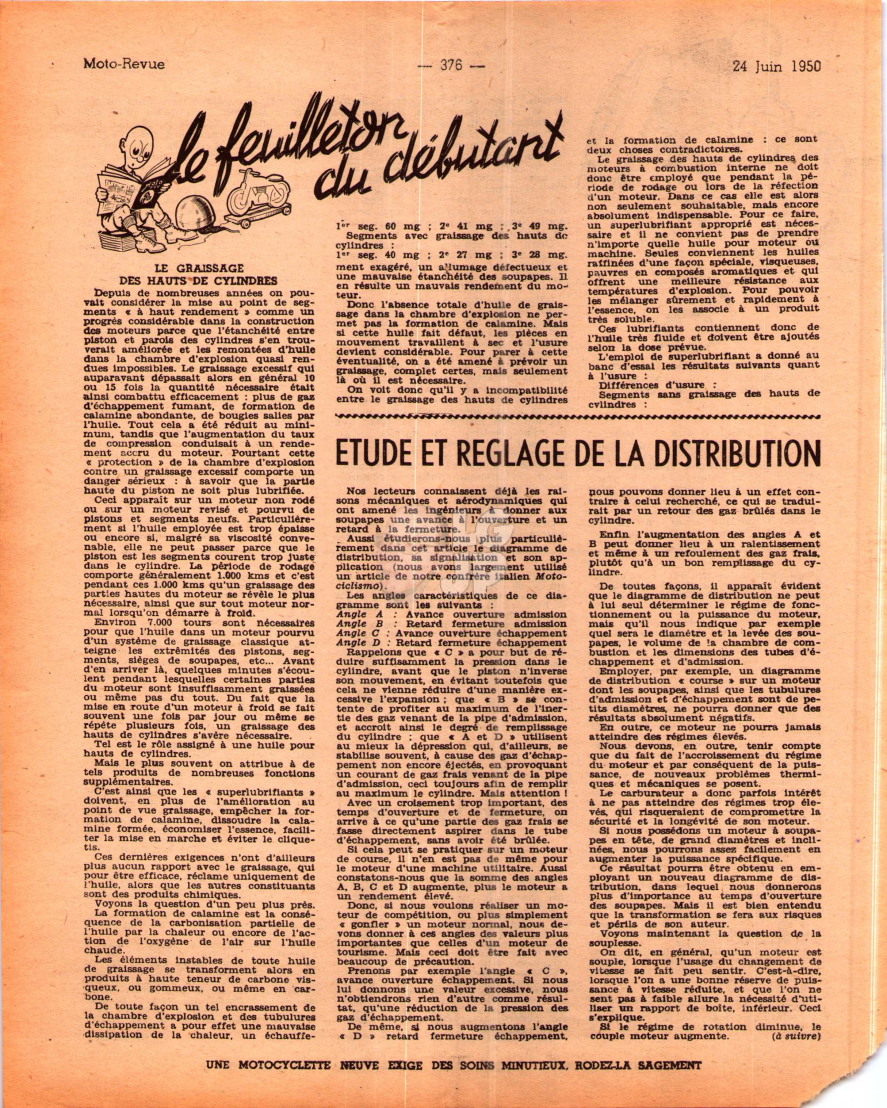 Moto-Revue
— 376 —
24 Juin 1950
le feuilleton
du débutant
LE GRAISSAGE
DES HAUTS DE CYLINDRES
Depuis de nombreuses années on pou-
vait considérer la mise au point de seg-
ments « à haut rendement » comme un
progrès considérable dans la construction
des moteurs parce que l'étanchéité entre
piston et parois des cylindres s'en trou-
verait améliorée et les remontées d'huile
dans la chambre d'explosion quasi ren-
dues impossibles. Le graissage excessif qui
auparavant dépassait alors en général 10
ou 15 fois la quantité nécessaire était
ainsi combattu efficacement : plus de gaz
d'échappement fumant, de formation de
calamine abondante, de bougies salies par
l'huile. Tout cela a été réduit au mini-
mum, tandis que l'augmentation du taux
de compression conduisait à un rende-
ment accru du moteur. Pourtant cette
« protection » de la chambre d'explosion
contre un graissage excessif comporte un
danger sérieux : à savoir que la partie
haute du piston ne soit plus lubrifiée.
Ceci apparaît sur un moteur non rodé
ou sur un moteur revisé et pourvu de
pistons et segments neufs. Particulière-
ment si l'huile employée est trop épaisse
ou encore si, malgré sa viscosité conve-
nable, elle ne peut passer parce que le
piston est les segments courent trop juste
dans le cylindre. La période de rodage
comporte généralement 1.000 kms et c'est
pendant ces 1.000 kms qu'un graissage des
parties hautes du moteur se révèle le plus
nécessaire, ainsi que sur tout moteur nor-
mal lorsqu'on démarre à froid.
Environ 7.000 tours sont nécessaires
pour que l'huile dans un moteur pourvu
d'un système de graissage classique at-
teigne les extrêmités des pistons, seg-
ments, sièges de soupapes, etc... Avant
d'en arriver là, quelques minutes s'écou-
lent pendant lesquelles certaines parties
du moteur sont insuffisamment graissées
ou même pas du tout. Du fait que la
mise en route d'un moteur à froid se fait
souvent une fois par jour ou même se
répète plusieurs fois, un graissage des
hauts de cylindres s'avère nécessaire.
Tel est le rôle assigné à une huile pour
hauts de cylindres.
Mais le plus souvent on attribue à de
tels produits de nombreuses fonctions
supplémentaires.
C'est ainsi que les « superlubrifiants »
doivent, en plus de l'amélioration au
point de vue graissage, empêcher la for-
mation de calamine, dissoudre la cala-
mine formée, économiser l'essence, facili-
ter la mise en marche et éviter le clique-
tis.
Ces dernières exigences n'ont d'ailleurs
plus aucun rapport avec le graissage, qui
pour être efficace, réclame uniquement de
l'huile, alors que les autres constituants
sont des produits chimiques.
Voyons la question d'un peu plus près.
La formation de calamine est la consé-
quence de la carbonisation partielle de
l'huile par la chaleur ou encore de l'ac-
tion de l'oxygène de l'air sur l'huile
chaude.
Les éléments instables de toute huile
de graissage se transforment alors en
produits à haute teneur de carbone vis-
queux, ou gommeux, ou même en car-
bone.
De toute façon un tel encrassement de
la chambre d'explosion et des tubulures
d'échappement a pour effet une mauvaise
dissipation de la chaleur, un échauffe-
1er seg. 60 mg ; 2e 41 mg ; 3e 49 mg.
Segments avec graissage des hauts de
cylindres :
1er seg. 40 mg ; 2e 27 mg ; 3e 28 mg.
ment exagéré, un allumage défectueux et
une mauvaise étanchéité des soupapes. Il
en résulte un mauvais rendement du mo-
teur.
Donc l'absence totale d'huile de grais-
sage dans la chambre d'explosion ne per-
met pas la formation de calamine. Mais
si cette huile fait défaut, les pièces en
mouvement travaillent à sec et l'usure
devient considérable. Pour parer à cette
éventualité, on a été amené à prévoir un
graissage, complet certes, mais seulement
là où il est nécessaire.
On voit donc qu'il y a incompatibilité
entre le graissage des hauts de cylindres
et la formation de calamine : ce sont
deux choses contradictoires.
Le graissage des hauts de cylindres des
moteurs à combustion interne ne doit
donc être employé que pendant la pé-
riode de rodage ou lors de la réfection
d'un moteur. Dans ce cas elle est alors
non seulement souhaitable, mais encore
absolument indispensable. Pour ce faire,
un superlubrifiant approprié est néces-
saire et il ne convient pas de prendre
n'importe quelle huile pour moteur ou
machine. Seules conviennent les huiles
raffinées d'une façon spéciale, visqueuses,
pauvres en composés aromatiques et qui
offrent une meilleure résistance aux
températures d'explosion. Pour pouvoir
les mélanger sûrement et rapidement à
l'essence, on les associe à un produit
très soluble.
Ces lubrifiants contiennent donc de
l'huile très fluide et doivent être ajoutés
selon la dose prévue.
L'emploi de superlubrifiant a donné au
banc d'essai les résultats suivants quant
à l'usure :
Différences d'usure :
Segments sans graissage des hauts de
cylindres :
ETUDE ET REGLAGE DE LA DISTRIBUTION
Nos lecteurs connaissent déjà les rai-
sons mécaniques et aérodynamiques qui
ont amené les ingénieurs à donner aux
soupapes une avance à l'ouverture et un
retard à la fermeture.
Aussi étudierons-nous plus particuliè-
rement dans cet article le diagramme de
distribution, sa signalisation et son ap-
plication (nous avons largement utilisé
un article de notre confrère italien Moto-
ciclismo).
Les angles caractéristiques de ce dia-
gramme sont les suivants :
Angle A : Avance ouverture admission
Angle B : Retard fermeture admission
Angle C : Avance ouverture échappement
Angle D : Retard fermeture échappement
Rappelons que « C » a pour but de ré-
duire suffisamment la pression dans le
cylindre, avant que le piston n'inverse
son mouvement, en évitant toutefois que
cela ne vienne réduire d'une manière ex-
cessive l'expansion ; que « B » se con-
tente de profiter au maximum de l'iner-
tie des gaz venant de la pipe d'admission,
et accroit ainsi le degré de remplissage
du cylindre ; que « A et D » utilisent
au mieux la dépression qui, d'ailleurs, se
stabilise souvent, à cause des gaz d'échap-
pement non encore éjectés, en provoquant
un courant de gaz frais venant de la pipe
d'admission, ceci toujours afin de remplir
au maximum le cylindre. Mais attention !
Avec un croisement trop important, des
temps d'ouverture et de fermeture, on
arrive à ce qu'une partie des gaz frais se
fasse directement aspirer dans le tube
d'échappement, sans avoir été brûlée.
Si cela peut se pratiquer sur un moteur
de course, il n'en est pas de même pour
le moteur d'une machine utilitaire. Aussi
constatons-nous que la somme des angles
A, B, C et D augmente, plus le moteur a
un rendement élevé.
Donc, si nous voulons réaliser un mo-
teur de compétition, ou plus simplement
« gonfler » un moteur normal, nous de-
vons donner à ces angles des valeurs plus
importantes que celles d'un moteur de
tourisme. Mais ceci doit être fait avec
beaucoup de précaution.
Prenons par exemple l'angle « C »,
avance ouverture échappement. Si nous
lui donnons une valeur excessive, nous
n'obtiendrons rien d'autre comme résul-
tat, qu'une réduction de la pression des
gaz d'échappement.
De même, si nous augmentons l'angle
« D » retard fermeture échappement,
nous pouvons donner lieu à un effet con-
traire à celui recherché, ce qui se tradui-
rait par un retour des gaz brûlés dans le
cylindre.
Enfin l'augmentation des angles A et
B peut donner lieu à un ralentissement
et même à un refoulement des gaz frais,
plutôt qu'à un bon remplissage du cy-
lindre.
De toutes façons, il apparaît évident
que le diagramme de distribution ne peut
à lui seul déterminer le régime de fonc-
tionnement ou la puissance du moteur,
mais qu'il nous indique par exemple
quel sera le diamètre et la levée des sou-
papes, le volume de la chambre de com-
bustion et les dimensions des tubes d'é-
chappement et d'admission.
Employer, par exemple, un diagramme
de distribution « course » sur un moteur
dont les soupapes, ainsi que les tubulures
d'admission et d'échappement sont de pe-
tits diamètres, ne pourra donner que des
résultats absolument négatifs.
En outre, ce moteur ne pourra jamais
atteindre des régimes élevés.
Nous devons, en outre, tenir compte
que du fait de l'accroissement du régime
du moteur et par conséquent de la puis-
sance, de nouveaux problèmes thermi-
ques et mécaniques se posent.
Le carburateur a donc parfois intérêt
à ne pas atteindre des régimes trop éle-
vés, qui risqueraient de compromettre la
sécurité et la longévité de son moteur.
Si nous possédons un moteur à soupa-
pes en tête, de grand diamètres et incli-
nées, nous pourrons assez facilement en
augmenter la puissance spécifique.
Ce résultat pourra être obtenu en em-
ployant un nouveau diagramme de dis-
tribution, dans lequel nous donnerons
plus d'importance au temps d'ouverture
des soupapes. Mais il est bien entendu
que la transformation se fera aux risques
et périls de son auteur.
Voyons maintenant la question de la
souplesse.
On dit, en général, qu'un moteur est
souple, lorsque l'usage du changement de
vitesse se fait peu sentir. C'est-à-dire,
lorsque l'on a une bonne réserve de puis-
sance à vitesse réduite, et que l'on ne
sent pas à faible allure la nécessité d'uti-
liser un rapport de boîte, inférieur. Ceci
s'explique.
Si le régime de rotation diminue, le
couple moteur augmente. (à suivre)
UNE MOTOCYCLETTE NEUVE EXIGE DES SOINS MINUTIEUX, RODEZ-LA SAGEMENT